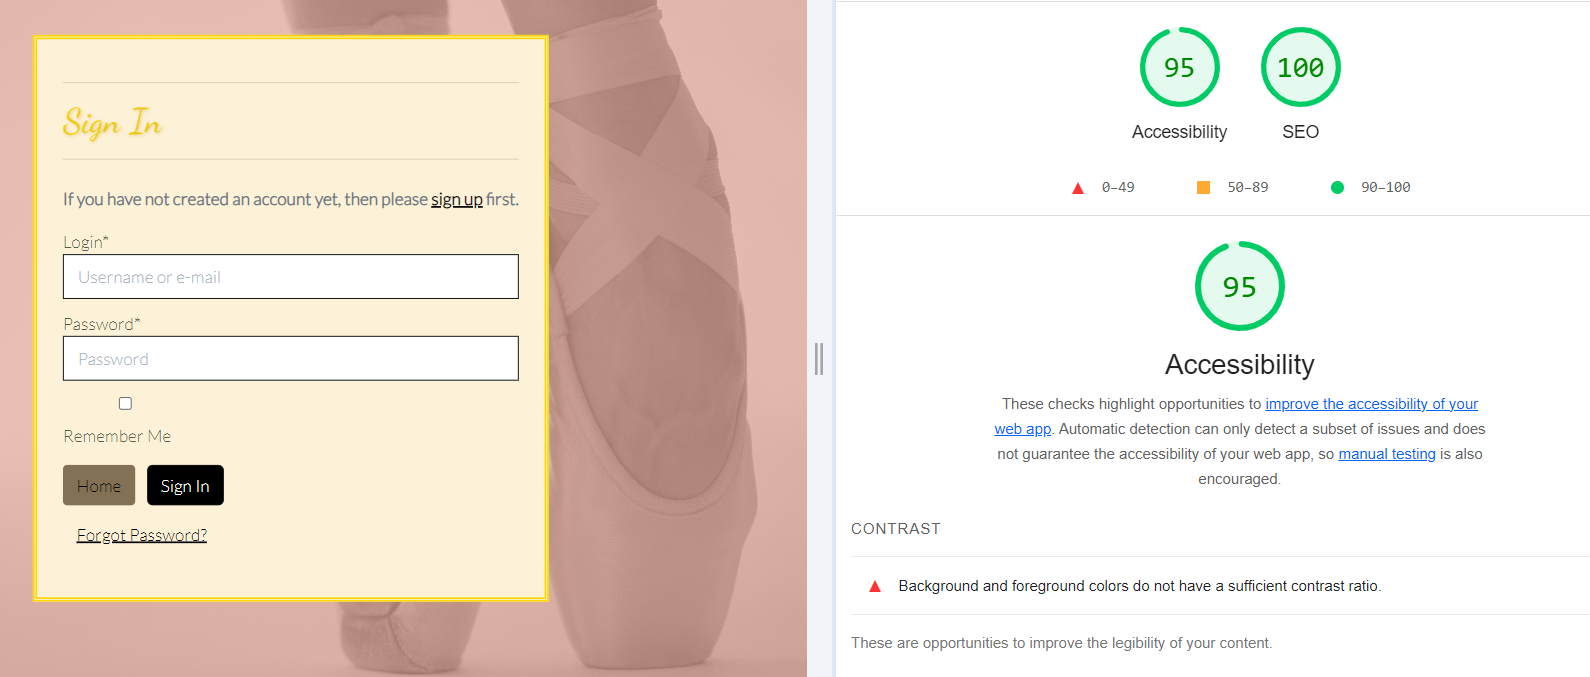 Sign In
If you have not created an account yet, then please sign up first.
Login*
Username or e-mail
Password*
Password
Remember Me
Home Sign In
Forgot Password?
95 100
Accessibility SEO
0–49 50–89 90–100
95
Accessibility
These checks highlight opportunities to improve the accessibility of your
web app. Automatic detection can only detect a subset of issues and does
not guarantee the accessibility of your web app, so manual testing is also
encouraged.
CONTRAST
Background and foreground colors do not have a sufficient contrast ratio.
These are opportunities to improve the legibility of your content.